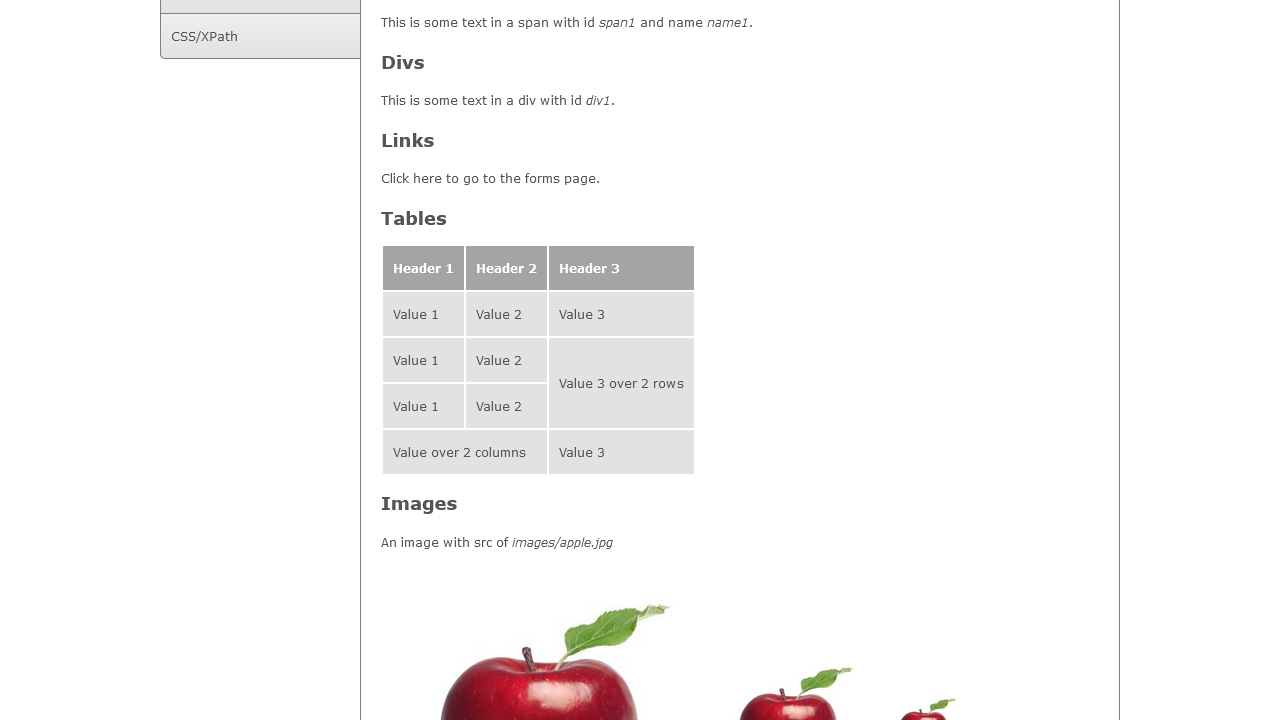 CSS/XPath
This is some text in a span with id span1 and name name1.
Divs
This is some text in a div with id div1.
Links
Click here to go to the forms page.
Tables
Header 1 Header 2 Header 3
Value 1 Value 2 Value 3
Value 1 Value 2 Value 3 over 2 rows
Value 1 Value 2
Value over 2 columns Value 3
Images
An image with src of images/apple.jpg